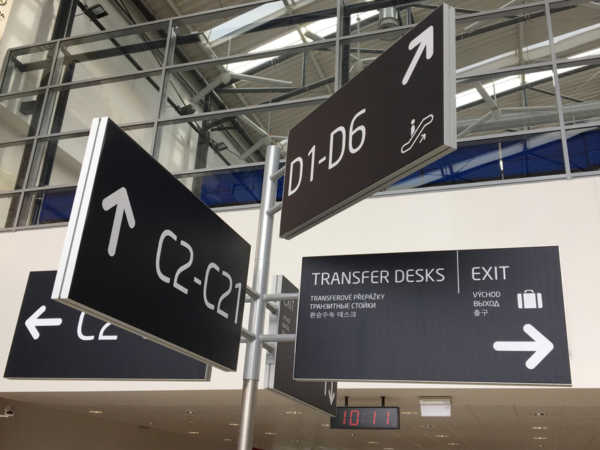 D1-D6
C2-C21
C2
TRANSFER DESKS
TRANSFEROVÉ PŘEPÁŽKY
ТРАНЗИТНЫЕ СТОЙКИ
환승수속 데스크
EXIT
VÝCHOD
ВЫХОД
출구
10:11